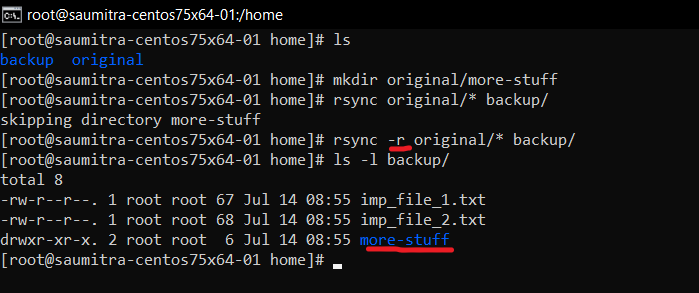 root@saumitra-centos75x64-01:/home
[root@saumitra-centos75x64-01 home]# ls
backup  original
[root@saumitra-centos75x64-01 home]# mkdir original/more-stuff
[root@saumitra-centos75x64-01 home]# rsync original/* backup/
skipping directory more-stuff
[root@saumitra-centos75x64-01 home]# rsync -r original/* backup/
[root@saumitra-centos75x64-01 home]# ls -l backup/
total 8
-rw-r--r--. 1 root root 67 Jul 14 08:55 imp_file_1.txt
-rw-r--r--. 1 root root 68 Jul 14 08:55 imp_file_2.txt
drwxr-xr-x. 2 root root  6 Jul 14 08:55 more-stuff
[root@saumitra-centos75x64-01 home]#